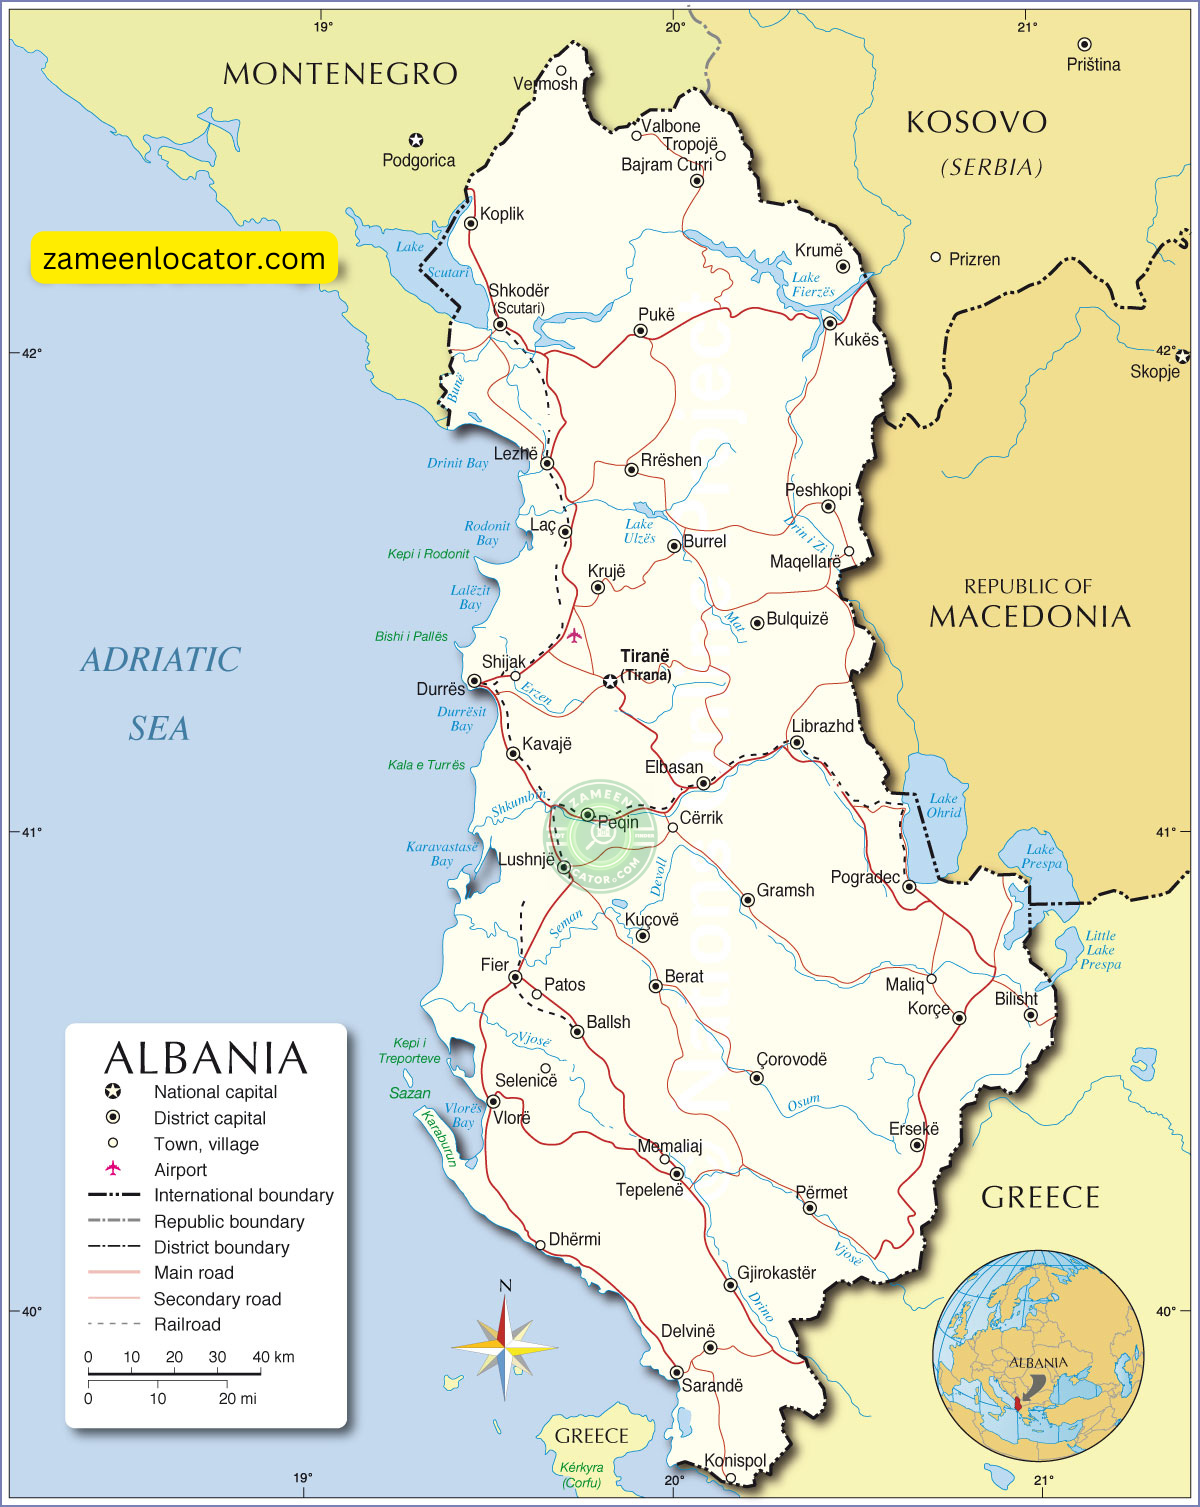 19°
20°
21°
MONTENEGRO
Vermosh
Priština
Valbone
Tropojë
Bajram Curri
KOSOVO
(SERBIA)
Podgorica
Koplik
zameenlocator.com
Lake
Scutari
Krumë
Prizren
Lake
Fierzës
Shkodër
(Scutari)
Pukë
Kukës
42°
42°
Skopje
Bunë
Lezhë
Drinit Bay
Rrëshen
Peshkopi
Rodonit
Bay
Laç
Lake
Ulzës
Drin i Zi
Burrel
Kepi i Rodonit
Maqellarë
Krujë
Lalëzit
Bay
REPUBLIC OF
MACEDONIA
Mat
Bulqizë
Bishi i Pallës
ADRIATIC
SEA
Shijak
Tiranë
(Tirana)
Durrës
Erzen
Durrësit
Bay
Librazhd
Kavajë
Kala e Turrës
Elbasan
Shkumbin
ZAMEEN
LOCATOR.COM
Peqin
Cërrik
Lake
Ohrid
41°
41°
Karavastase
Bay
Lushnjë
Lake
Prespa
Devoll
Pogradec
Gramsh
Seman
Kuçovë
Little
Lake
Prespa
Fier
Patos
Berat
Maliq
Korçe
Bilisht
Ballsh
Kepi i
Treporteve
Vjosë
Çorovodë
Selenicë
Sazan
Vlorës
Bay
Vlorë
Karaburun
Osum
Ersekë
Memaliaj
Tepelenë
Përmet
GREECE
Dhërmi
Vjosë
Gjirokastër
Drino
N
40°
40°
Delvinë
Sarandë
ALBANIA
GREECE
Kérkyra
(Corfu)
Konispol
19°
20°
21°
ALBANIA
National capital
District capital
Town, village
Airport
International boundary
Republic boundary
District boundary
Main road
Secondary road
Railroad
0 10 20 30 40 km
0 10 20 mi